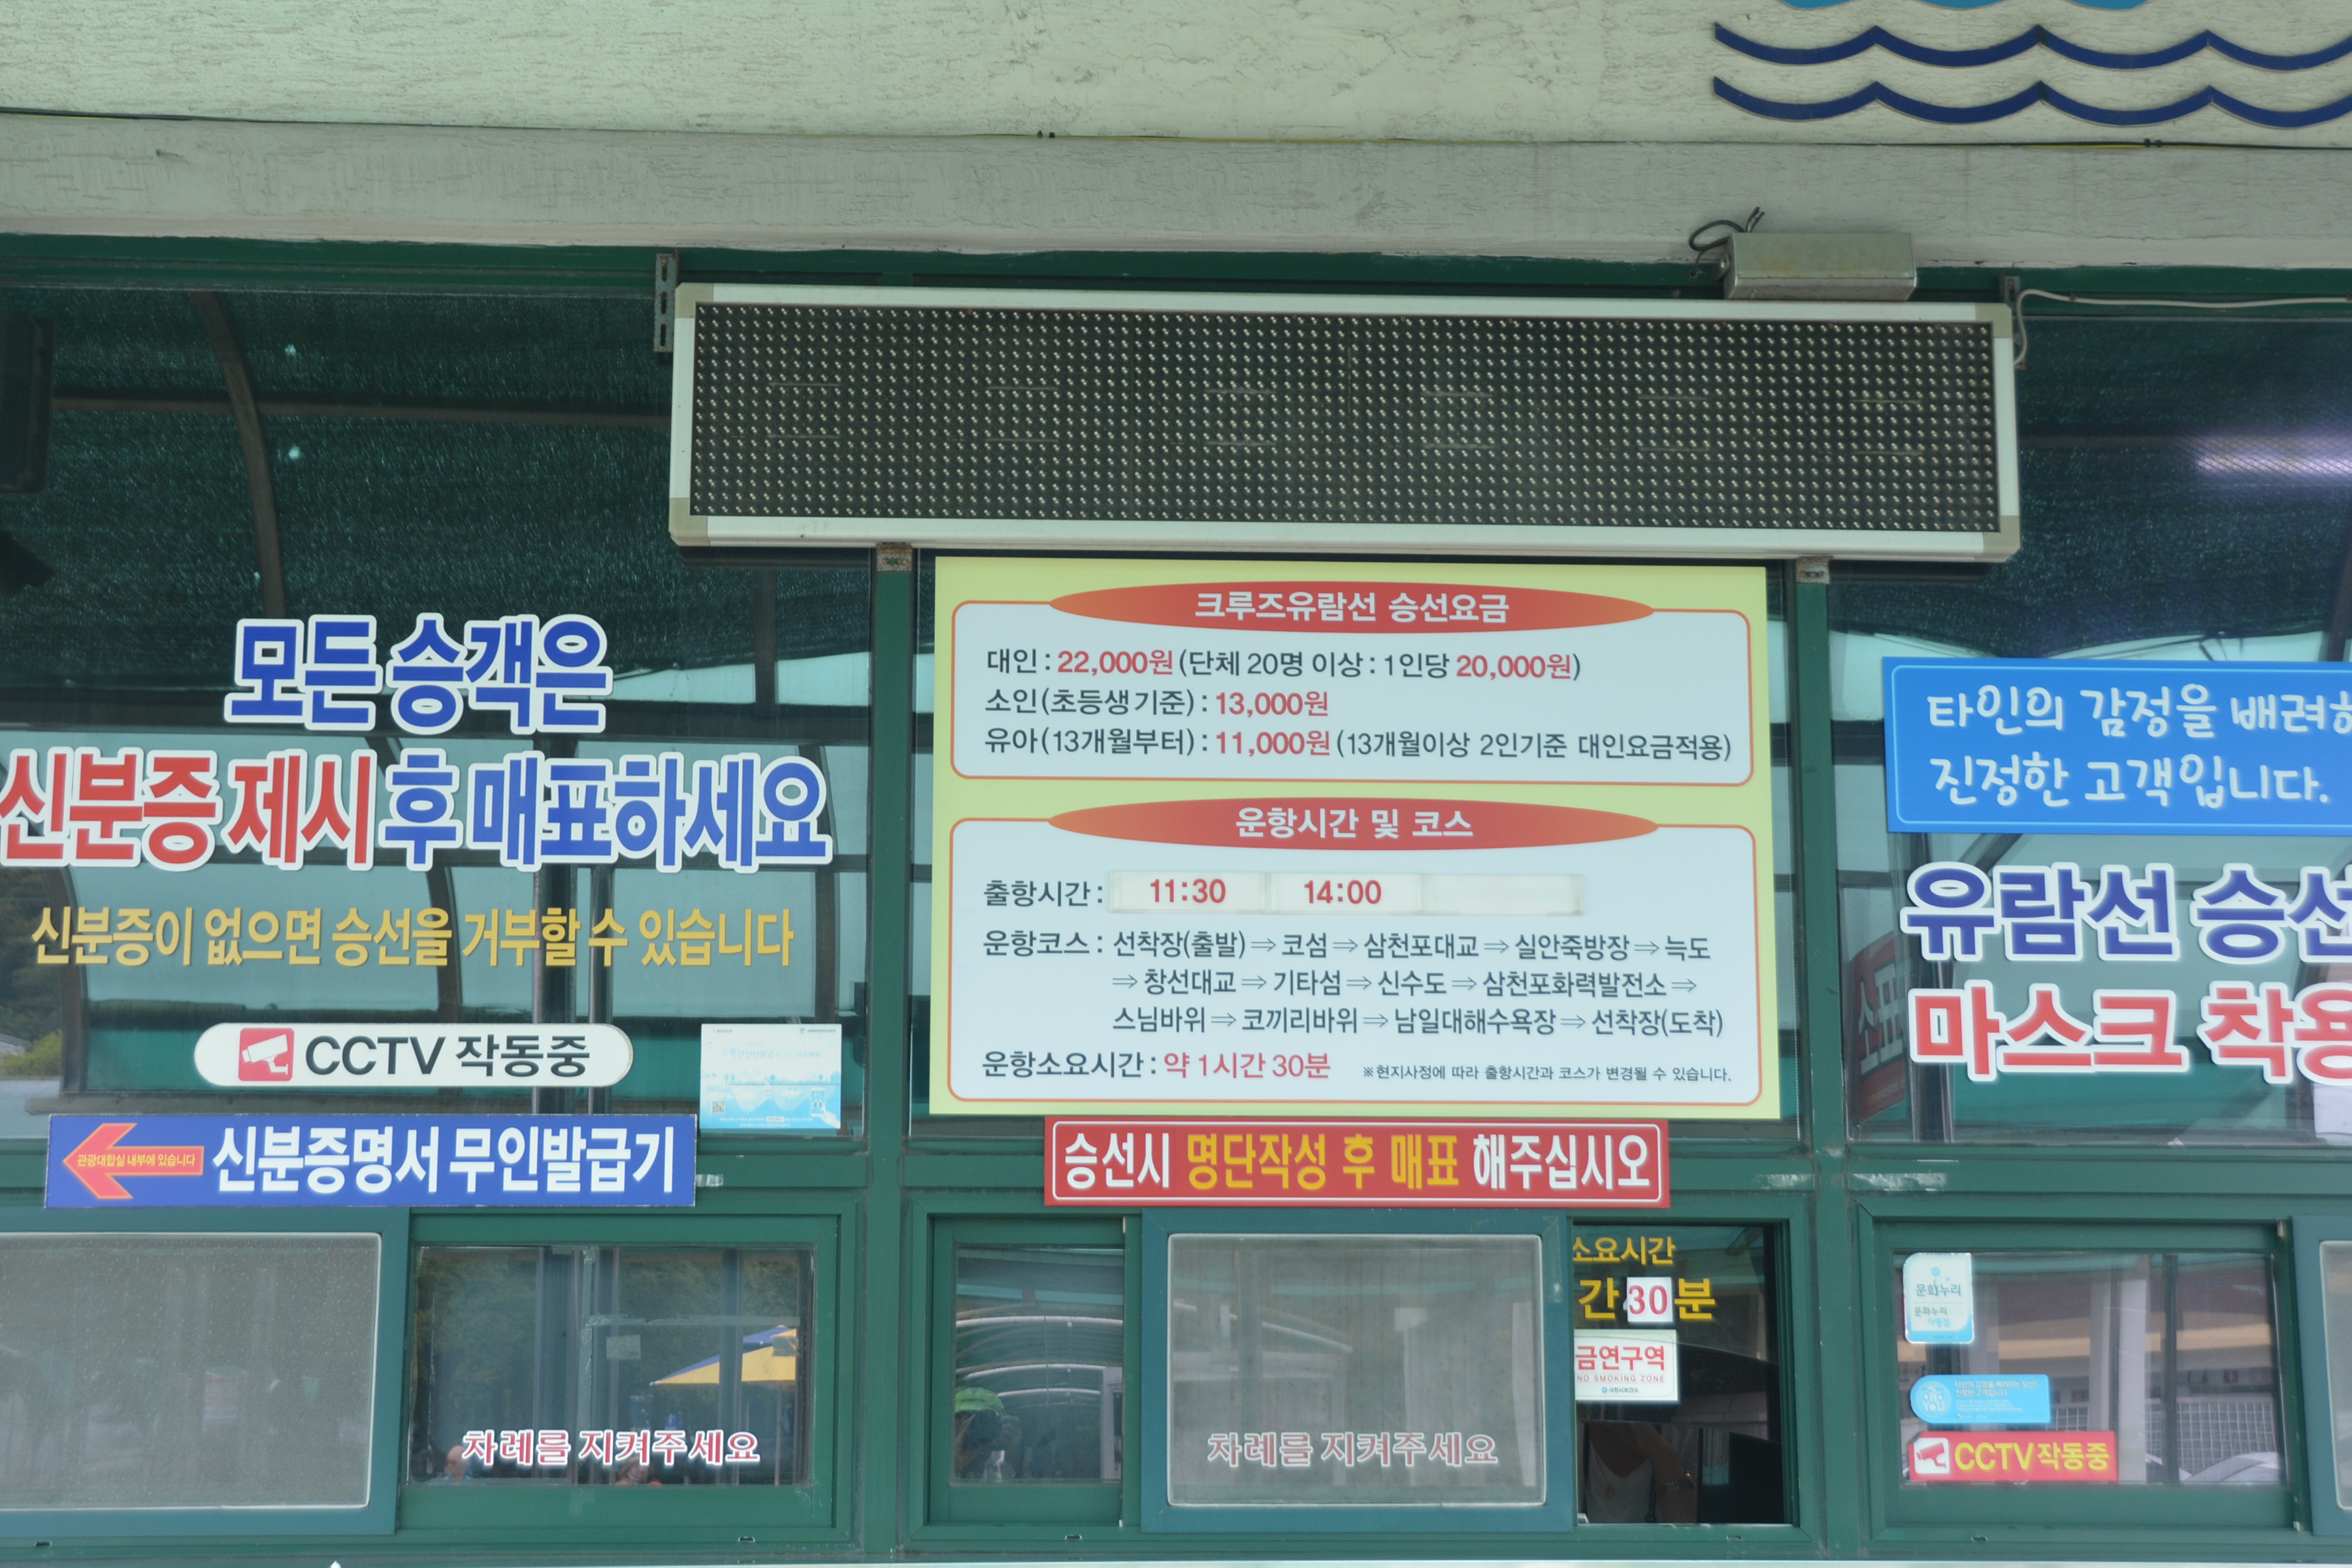 모든 승객은
신분증 제시 후 매표하세요
신분증이 없으면 승선을 거부할 수 있습니다
CCTV 작동중
관광대합실 내부에 있습니다
신분증명서 무인발급기
차례를 지켜주세요
크루즈유람선 승선요금
대인 : 22,000원 (단체 20명 이상 : 1인당 20,000원)
소인 (초등생기준) : 13,000원
유아 (13개월부터) : 11,000원 (13개월이상 2인기준 대인요금적용)
운항시간 및 코스
출항시간 : 11:30 14:00
운항코스 : 선착장(출발) ⇒ 코섬 ⇒ 삼천포대교 ⇒ 실안죽방장 ⇒ 늑도
⇒ 창선대교 ⇒ 기타섬 ⇒ 신수도 ⇒ 삼천포화력발전소 ⇒
스님바위 ⇒ 코끼리바위 ⇒ 남일대해수욕장 ⇒ 선착장(도착)
운항소요시간 : 약 1시간 30분
※현지사정에 따라 출항시간과 코스가 변경될 수 있습니다.
승선시 명단작성 후 매표 해주십시오
차례를 지켜주세요
소요시간
간 30분
금연구역
NO SMOKING ZONE
타인의 감정을 배려하
진정한 고객입니다.
유람선 승선
마스크 착용
문화누리
문화누리
가맹점
CCTV 작동중